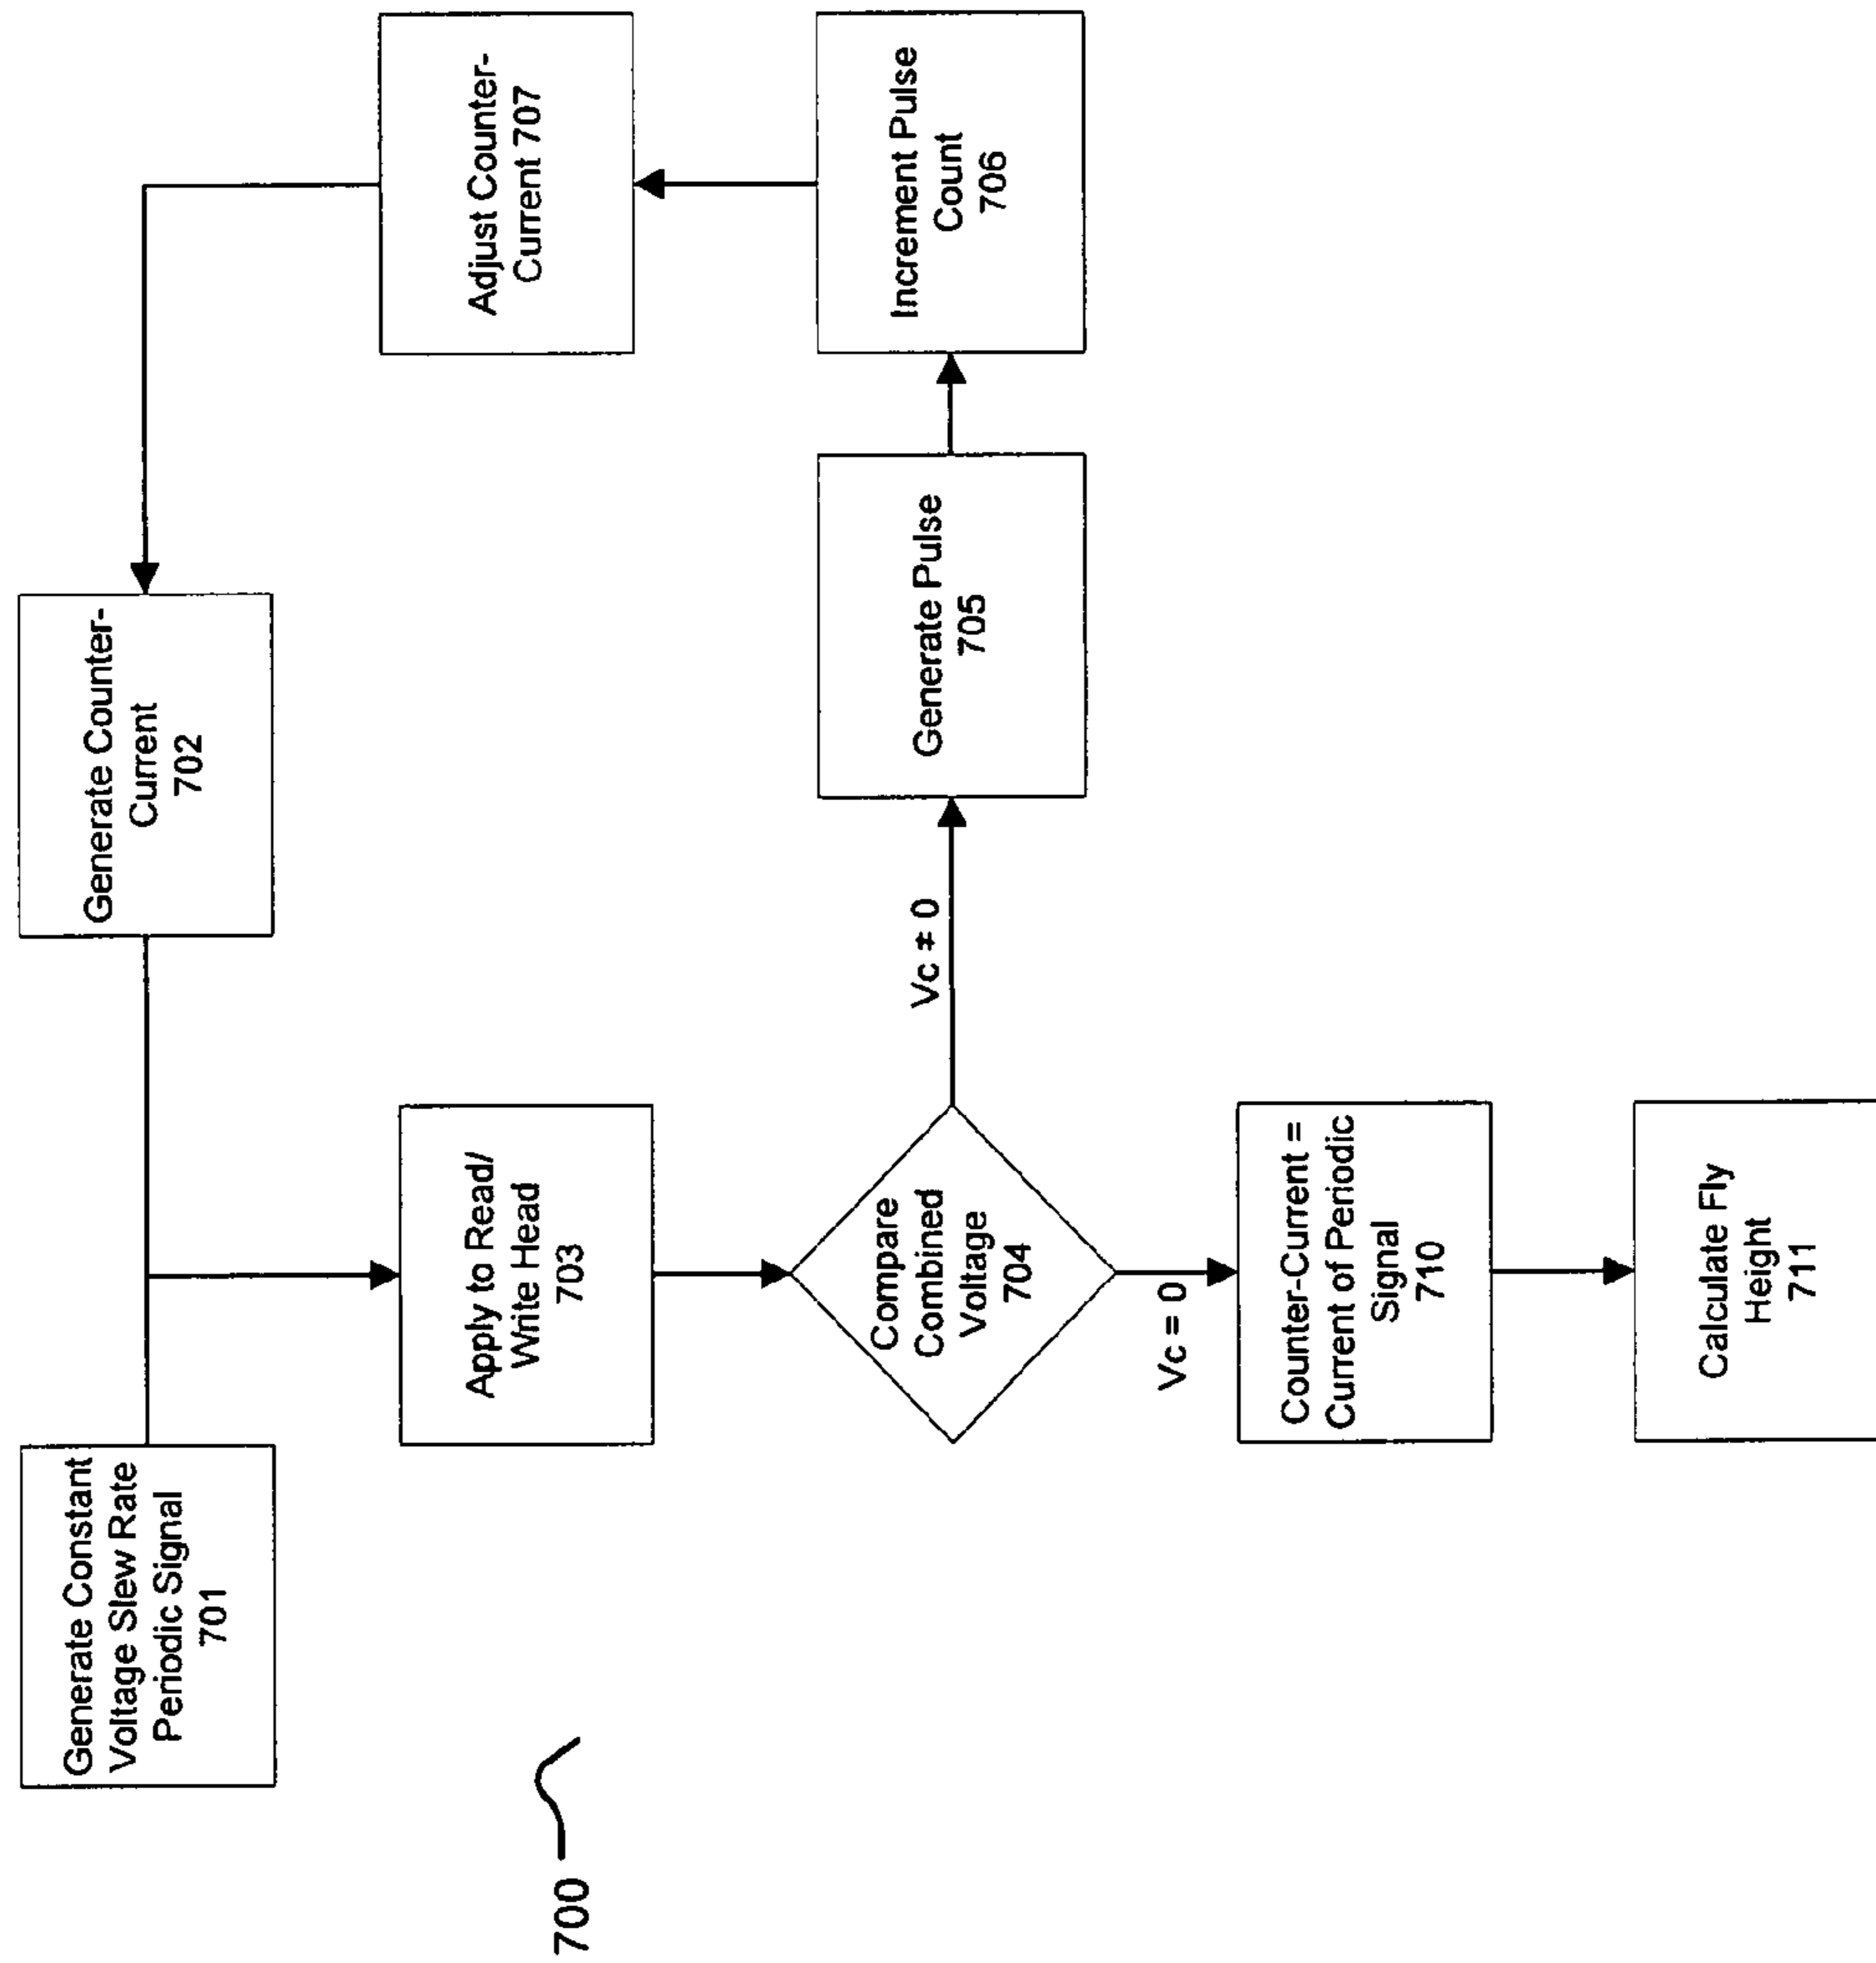 Generate Constant
Voltage Slew Rate
Periodic Signal
701
Generate Counter-
Current
702
Apply to Read/
Write Head
703
Adjust Counter-
Current 707
700
Compare
Combined
Voltage
704
Vc ≠ 0
Generate Pulse
705
Increment Pulse
Count
706
Vc = 0
Counter-Current =
Current of Periodic
Signal
710
Calculate Fly
Height
711